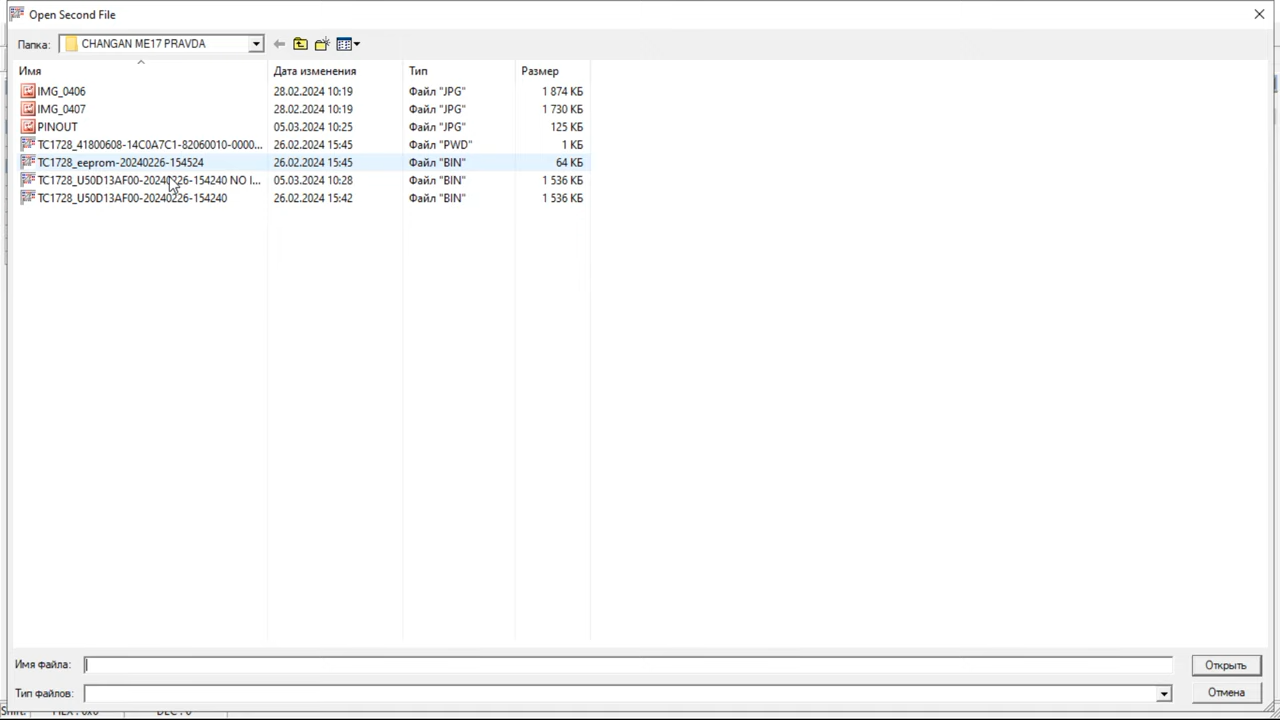 Open Second File
Папка: CHANGAN ME17 PRAVDA
Имя Дата изменения Тип Размер
IMG_0406 28.02.2024 10:19 Файл "JPG" 1 874 КБ
IMG_0407 28.02.2024 10:19 Файл "JPG" 1 730 КБ
PINOUT 05.03.2024 10:25 Файл "JPG" 125 КБ
TC1728_41800608-14C0A7C1-82060010-0000... 26.02.2024 15:45 Файл "PWD" 1 КБ
TC1728_eeprom-20240226-154524 26.02.2024 15:45 Файл "BIN" 64 КБ
TC1728_U50D13AF00-20240226-154240 NO I... 05.03.2024 10:28 Файл "BIN" 1 536 КБ
TC1728_U50D13AF00-20240226-154240 26.02.2024 15:42 Файл "BIN" 1 536 КБ
Имя файла: Открыть
Тип файлов: Отмена
Shift: HEX : 0x0 DEC : 0